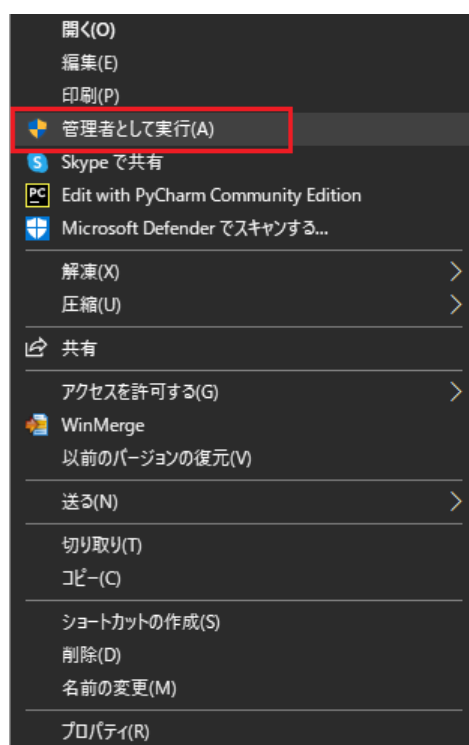 開く(O)
編集(E)
印刷(P)
管理者として実行(A)
S Skype で共有
PC Edit with PyCharm Community Edition
Microsoft Defender でスキャンする...
解凍(X)
圧縮(U)
共有
アクセスを許可する(G)
WinMerge
以前のバージョンの復元(V)
送る(N)
切り取り(T)
コピー(C)
ショートカットの作成(S)
削除(D)
名前の変更(M)
プロパティ(R)